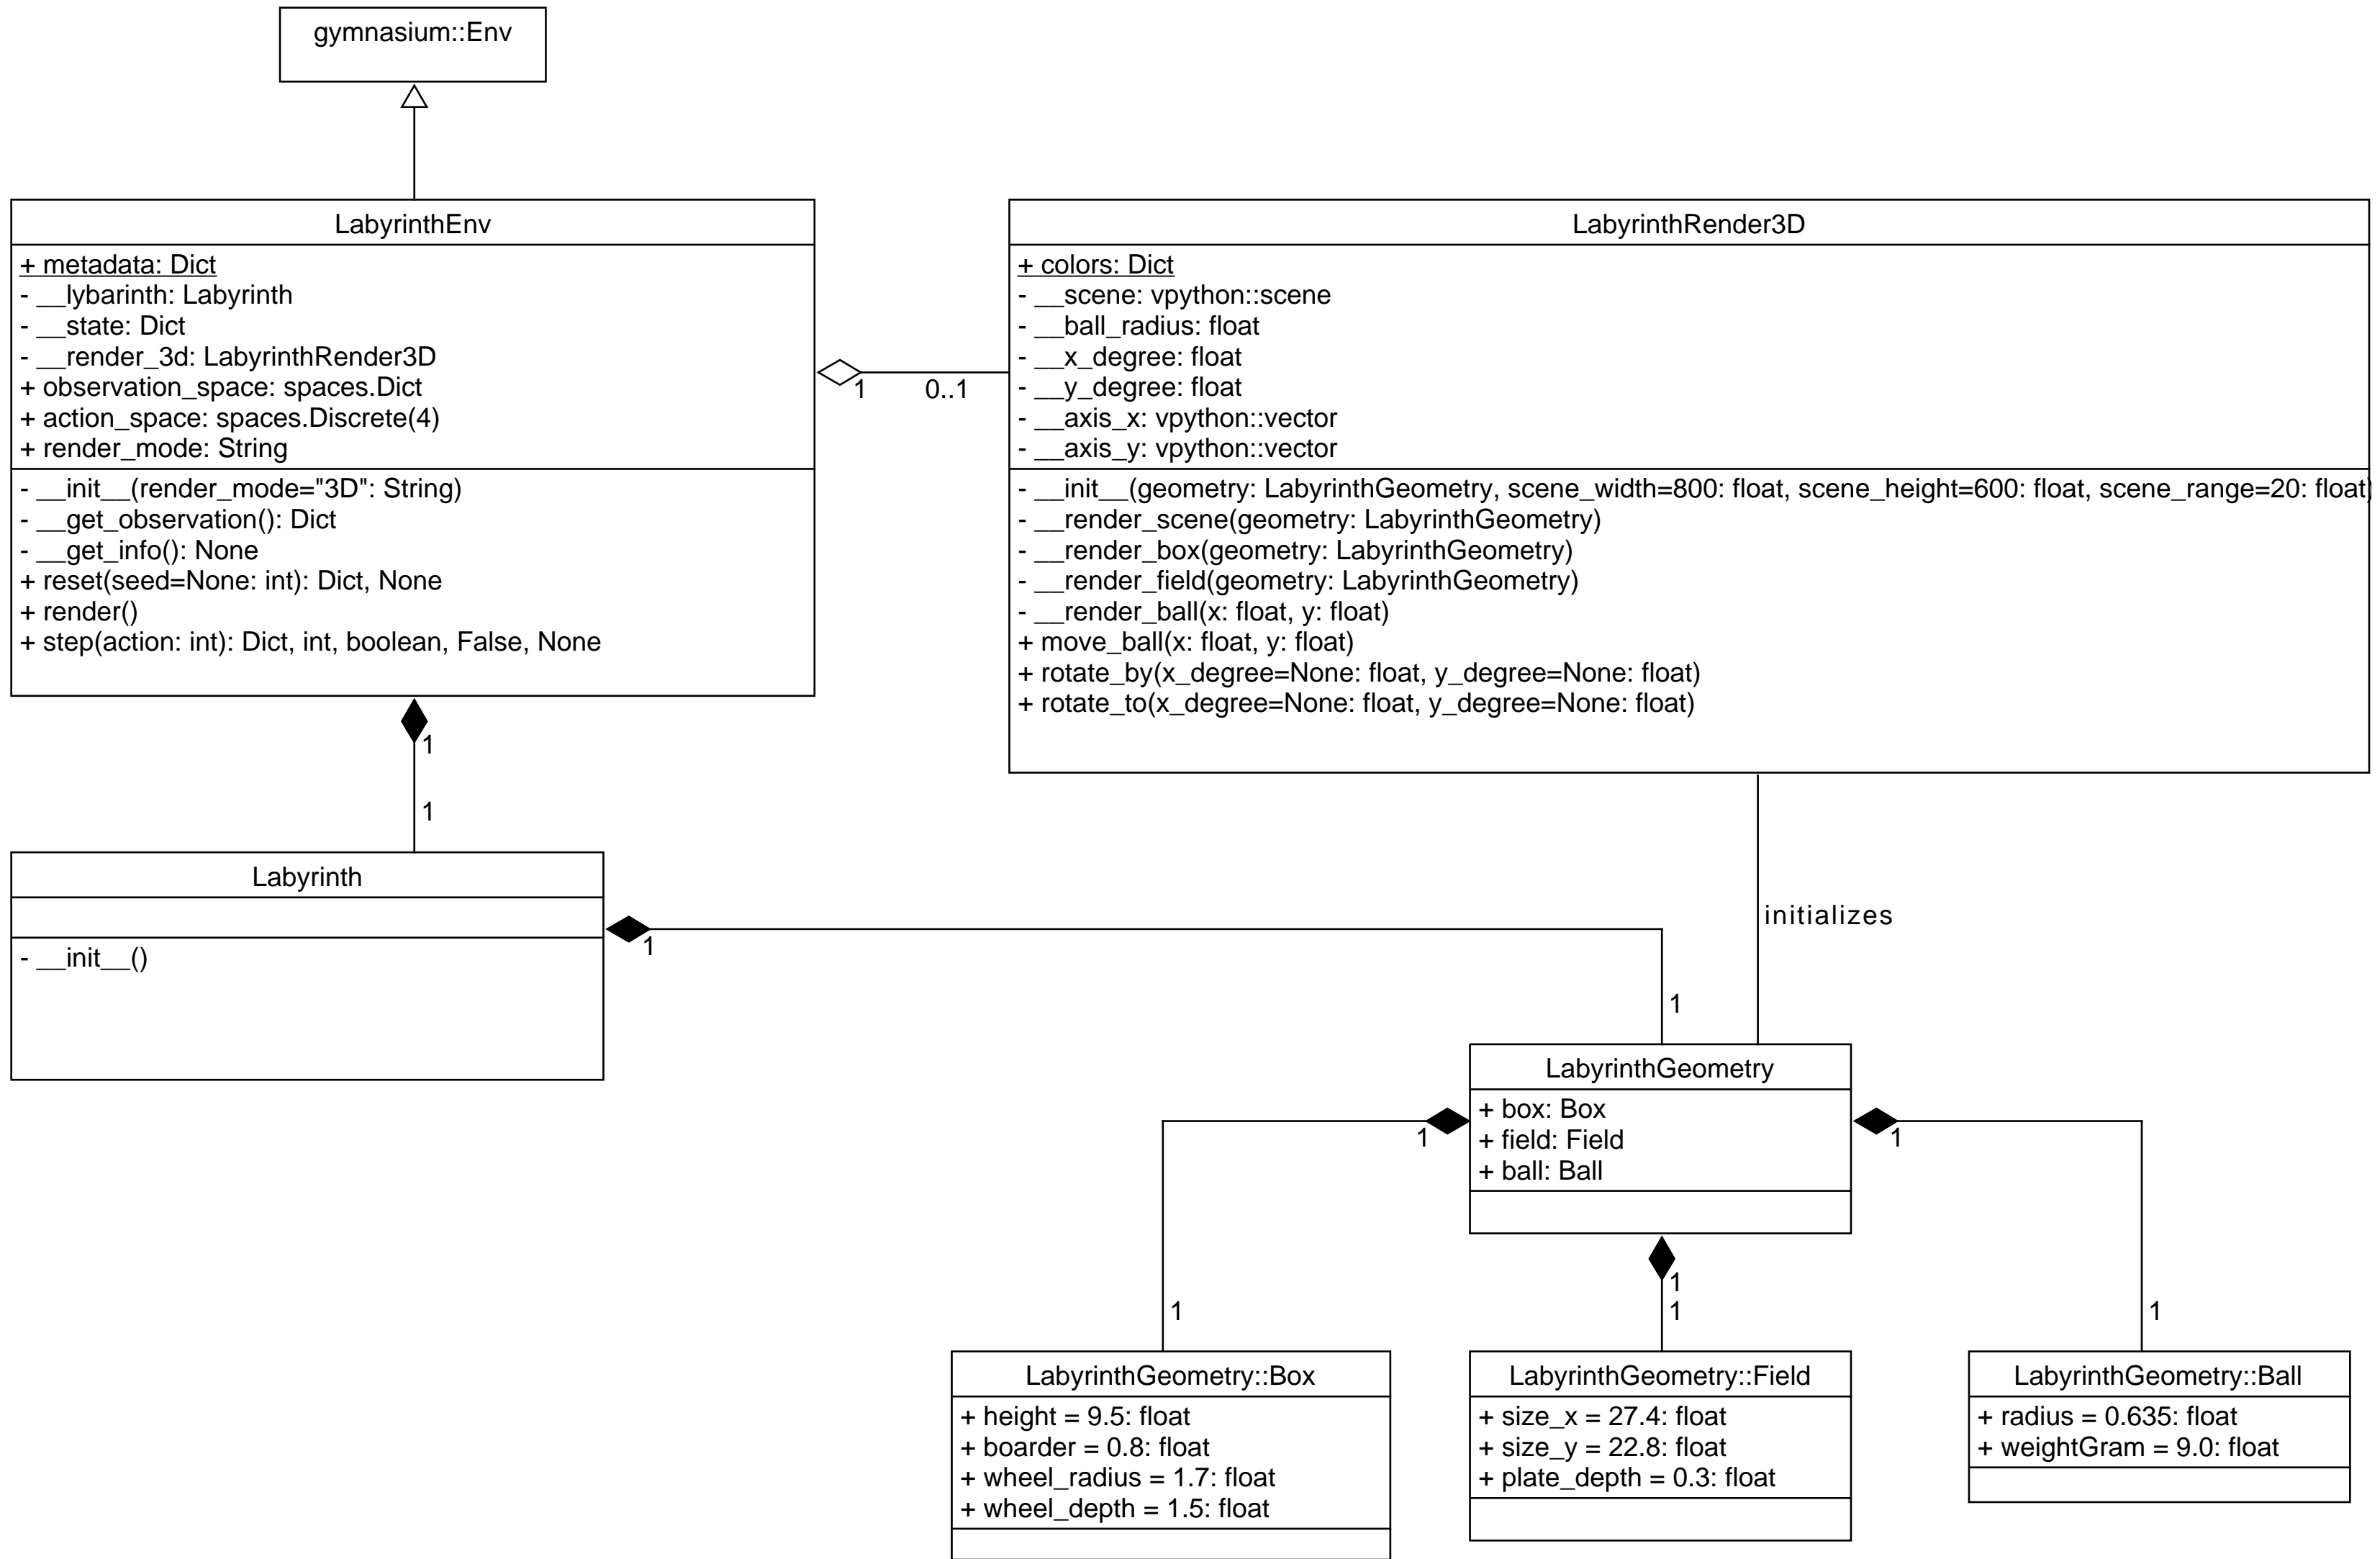 gymnasium::Env
LabyrinthEnv
+ metadata: Dict
- __lybarinth: Labyrinth
- __state: Dict
- __render_3d: LabyrinthRender3D
+ observation_space: spaces.Dict
+ action_space: spaces.Discrete(4)
+ render_mode: String
- __init__(render_mode="3D": String)
- __get_observation(): Dict
- __get_info(): None
+ reset(seed=None: int): Dict, None
+ render()
+ step(action: int): Dict, int, boolean, False, None
1
0..1
LabyrinthRender3D
+ colors: Dict
- __scene: vpython::scene
- __ball_radius: float
- __x_degree: float
- __y_degree: float
- __axis_x: vpython::vector
- __axis_y: vpython::vector
- __init__(geometry: LabyrinthGeometry, scene_width=800: float, scene_height=600: float, scene_range=20: float)
- __render_scene(geometry: LabyrinthGeometry)
- __render_box(geometry: LabyrinthGeometry)
- __render_field(geometry: LabyrinthGeometry)
- __render_ball(x: float, y: float)
+ move_ball(x: float, y: float)
+ rotate_by(x_degree=None: float, y_degree=None: float)
+ rotate_to(x_degree=None: float, y_degree=None: float)
1
1
Labyrinth
- __init__()
1
1
initializes
LabyrinthGeometry
+ box: Box
+ field: Field
+ ball: Ball
1
1
1
1
1
1
LabyrinthGeometry::Box
+ height = 9.5: float
+ boarder = 0.8: float
+ wheel_radius = 1.7: float
+ wheel_depth = 1.5: float
LabyrinthGeometry::Field
+ size_x = 27.4: float
+ size_y = 22.8: float
+ plate_depth = 0.3: float
LabyrinthGeometry::Ball
+ radius = 0.635: float
+ weightGram = 9.0: float